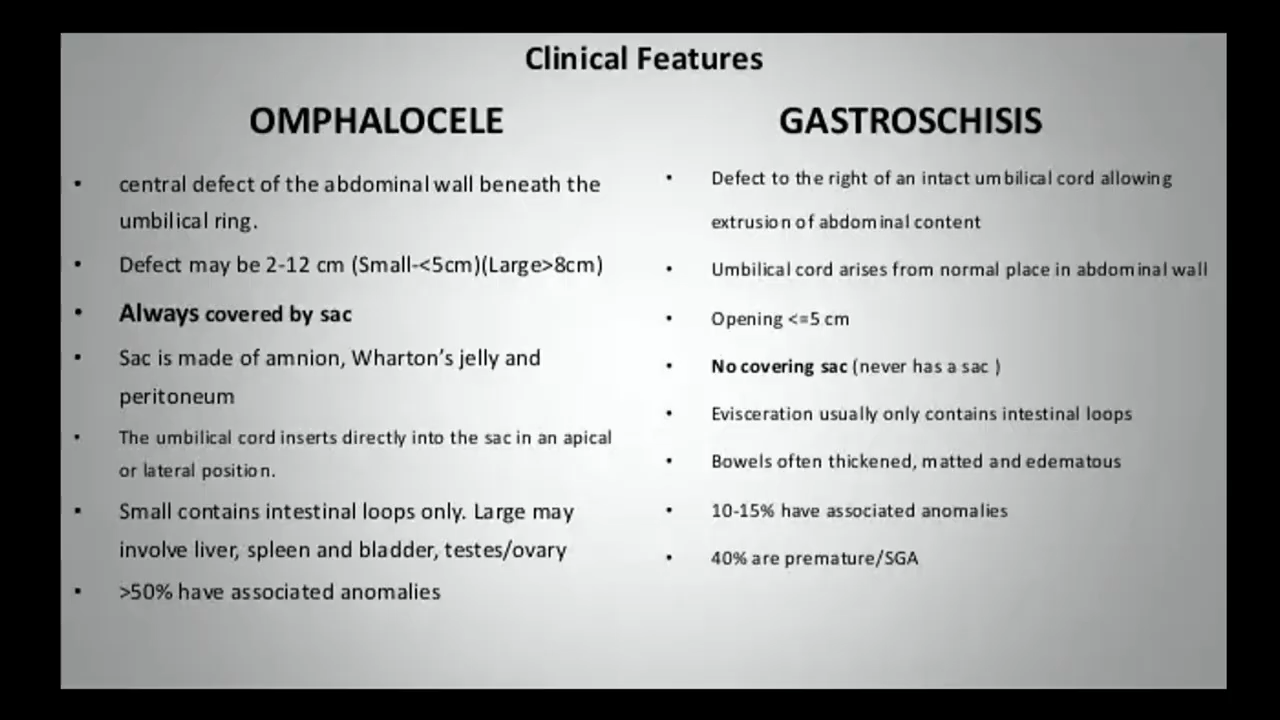 Clinical Features
OMPHALOCELE
• central defect of the abdominal wall beneath the
umbilical ring.
• Defect may be 2-12 cm (Small-<5cm)(Large>8cm)
• Always covered by sac
• Sac is made of amnion, Wharton's jelly and
peritoneum
• The umbilical cord inserts directly into the sac in an apical
or lateral position.
• Small contains intestinal loops only. Large may
involve liver, spleen and bladder, testes/ovary
• >50% have associated anomalies
GASTROSCHISIS
• Defect to the right of an intact umbilical cord allowing
extrusion of abdominal content
• Umbilical cord arises from normal place in abdominal wall
• Opening <=5 cm
• No covering sac (never has a sac )
• Evisceration usually only contains intestinal loops
• Bowels often thickened, matted and edematous
• 10-15% have associated anomalies
• 40% are premature/SGA